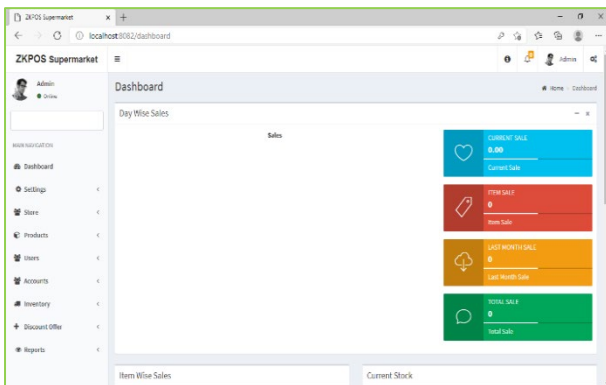 ZKPOS Supermarket
localhost:8082/dashboard
ZKPOS Supermarket
Admin
Admin
Online
Dashboard
Home
Dashboard
Day Wise Sales
Sales
MAIN NAVIGATION
Dashboard
Settings
Store
Products
Users
Accounts
Inventory
Discount Offer
Reports
CURRENT SALE
0.00
Current Sale
ITEM SALE
0
Item Sale
LAST MONTH SALE
0
Last Month Sale
TOTAL SALE
0
Total Sale
Item Wise Sales
Current Stock